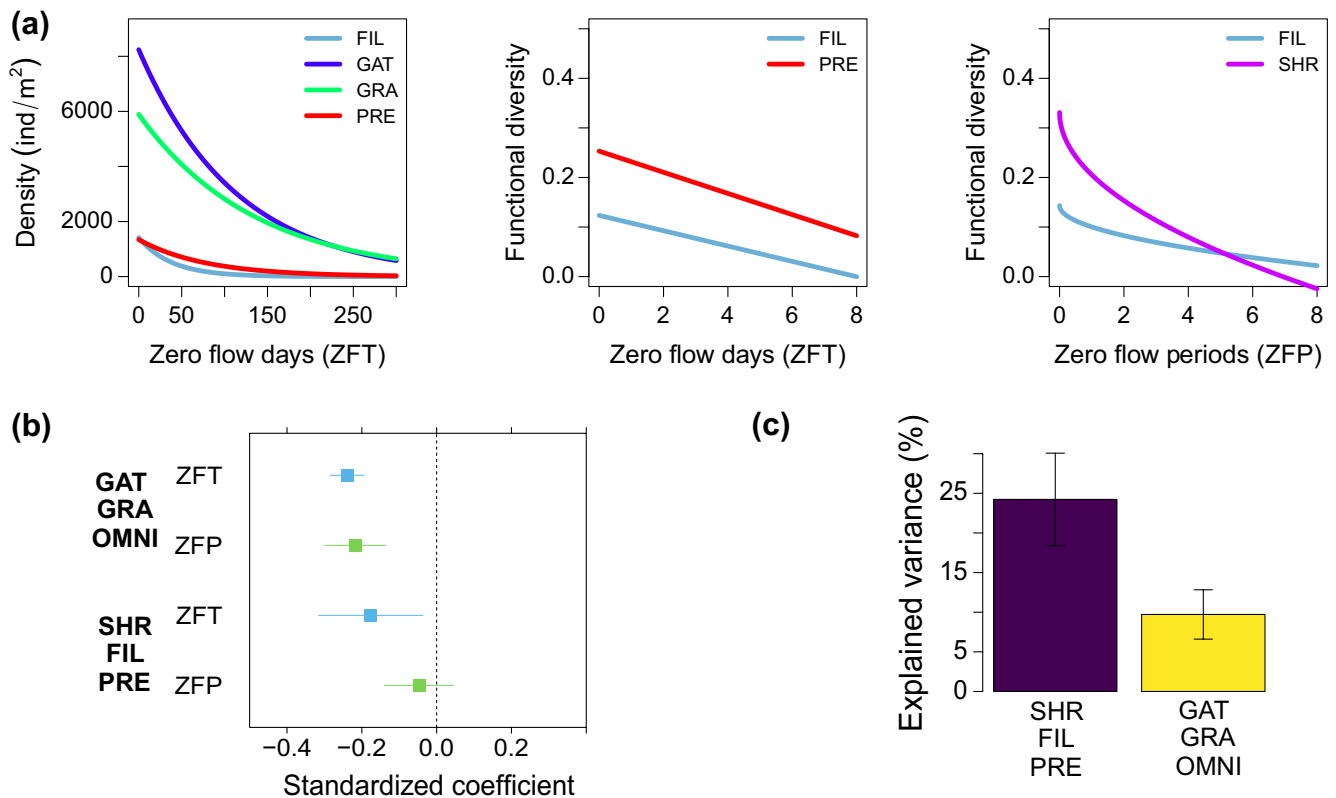 (a)
Density (ind/m²)
6000
2000
0
FIL
GAT
GRA
PRE
0 50 150 250
Zero flow days (ZFT)
Functional diversity
0.4
0.2
0.0
FIL
PRE
0 2 4 6 8
Zero flow days (ZFT)
Functional diversity
0.4
0.2
0.0
FIL
SHR
0 2 4 6 8
Zero flow periods (ZFP)
(b)
GAT
GRA
OMNI
ZFT
ZFP
SHR
FIL
PRE
ZFT
ZFP
−0.4 −0.2 0.0 0.2
Standardized coefficient
(c)
Explained variance (%)
25
15
5
0
SHR
FIL
PRE
GAT
GRA
OMNI